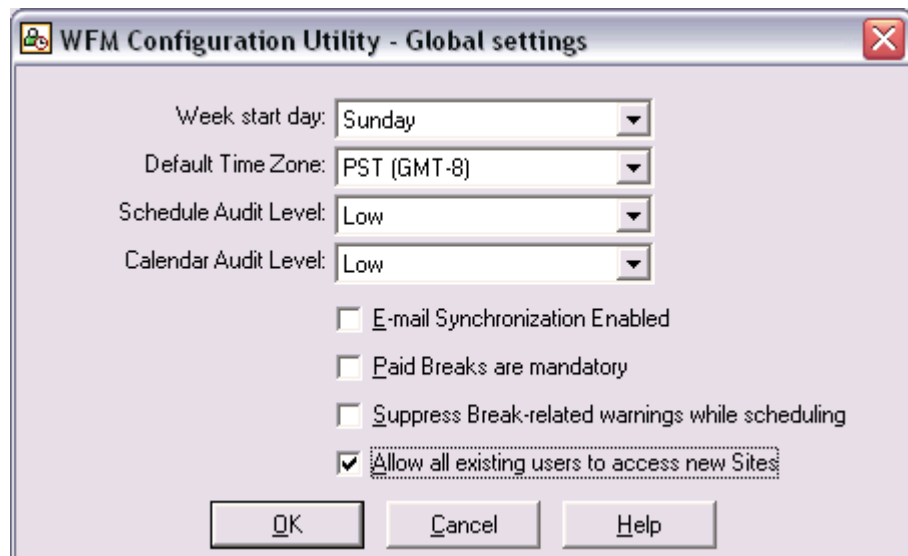 WFM Configuration Utility - Global settings
Week start day: Sunday
Default Time Zone: PST (GMT-8)
Schedule Audit Level: Low
Calendar Audit Level: Low
E-mail Synchronization Enabled
Paid Breaks are mandatory
Suppress Break-related warnings while scheduling
Allow all existing users to access new Sites
OK Cancel Help